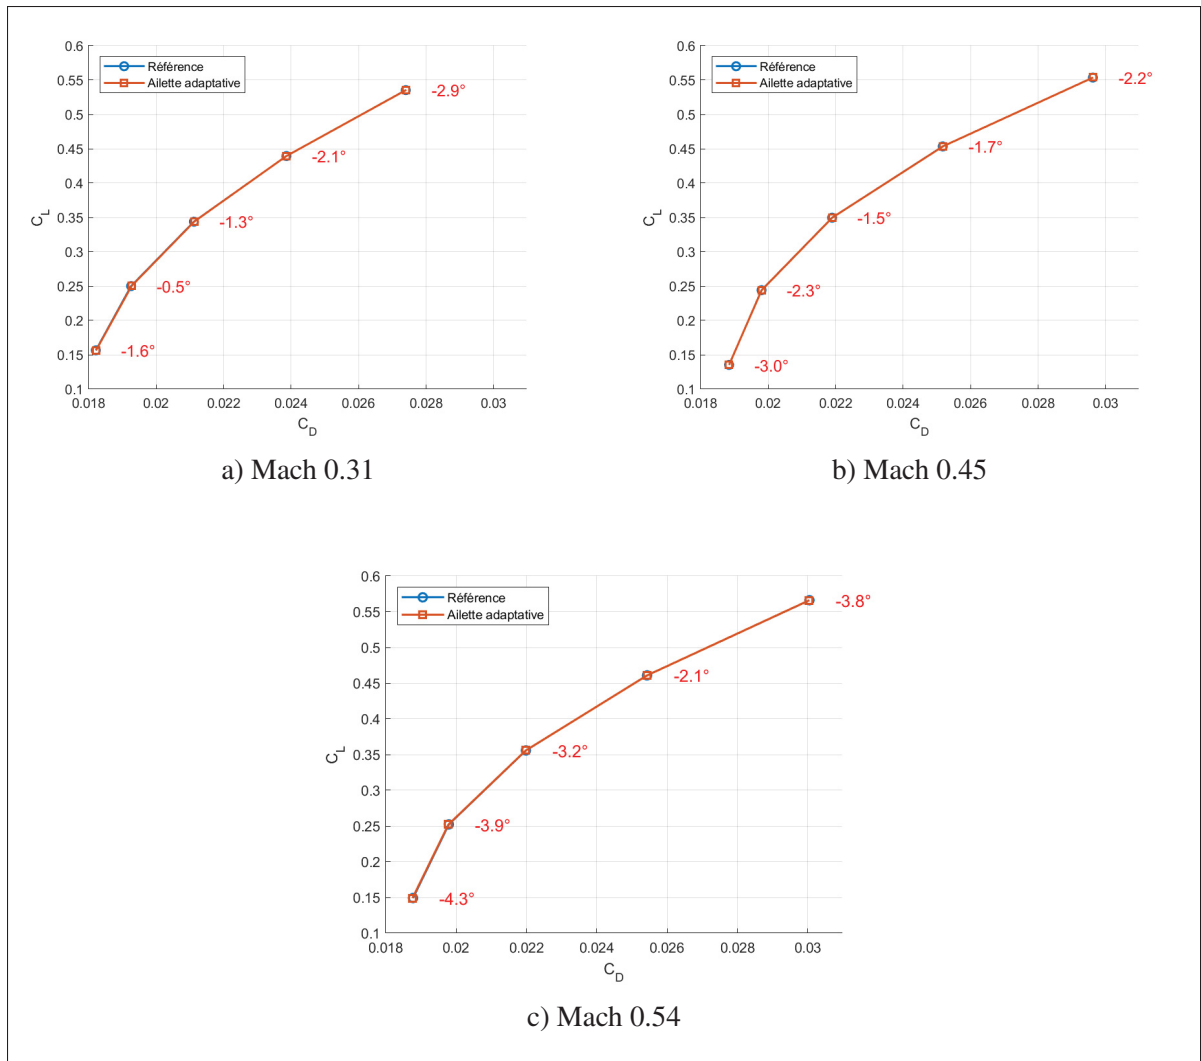 0.6
0.55
0.5
0.45
0.4
0.35
0.3
0.25
0.2
0.15
0.1
C_L
Référence
Ailette adaptative
-2.9°
-2.1°
-1.3°
-0.5°
-1.6°
0.018 0.02 0.022 0.024 0.026 0.028 0.03
C_D
a) Mach 0.31
0.6
0.55
0.5
0.45
0.4
0.35
0.3
0.25
0.2
0.15
0.1
C_L
Référence
Ailette adaptative
-2.2°
-1.7°
-1.5°
-2.3°
-3.0°
0.018 0.02 0.022 0.024 0.026 0.028 0.03
C_D
b) Mach 0.45
0.6
0.55
0.5
0.45
0.4
0.35
0.3
0.25
0.2
0.15
0.1
C_L
Référence
Ailette adaptative
-3.8°
-2.1°
-3.2°
-3.9°
-4.3°
0.018 0.02 0.022 0.024 0.026 0.028 0.03
C_D
c) Mach 0.54